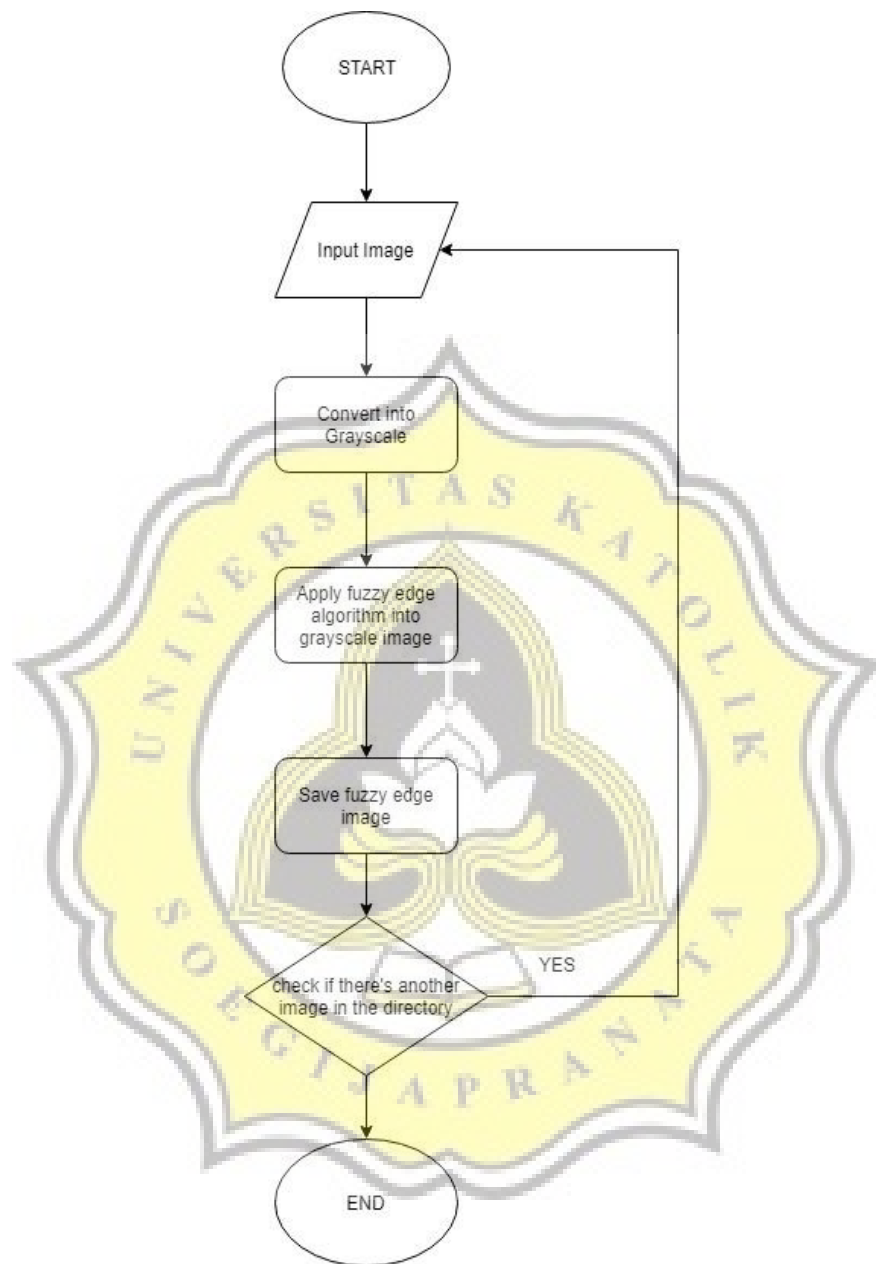 START
Input Image
Convert into
Grayscale
Apply fuzzy edge
algorithm into
grayscale image
Save fuzzy edge
image
check if there's another
image in the directory
YES
END
UNIVERSITAS KATOLIK
SOEGIJAPRANATA